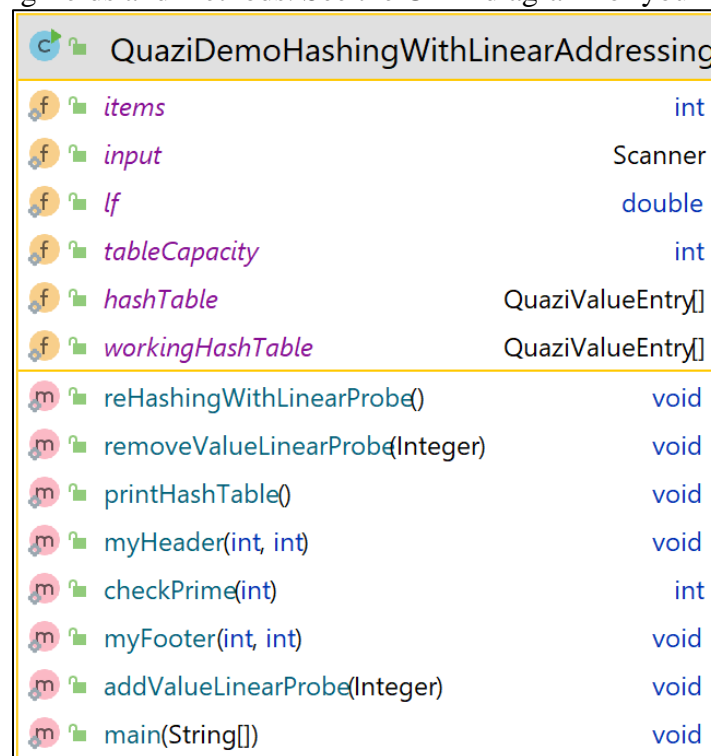 QuaziDemoHashingWithLinearAddressing
f items int
f input Scanner
f lf double
f tableCapacity int
f hashTable QuaziValueEntry[]
f workingHashTable QuaziValueEntry[]
m reHashingWithLinearProbe() void
m removeValueLinearProbe(Integer) void
m printHashTable() void
m myHeader(int, int) void
m checkPrime(int) int
m myFooter(int, int) void
m addValueLinearProbe(Integer) void
m main(String[]) void